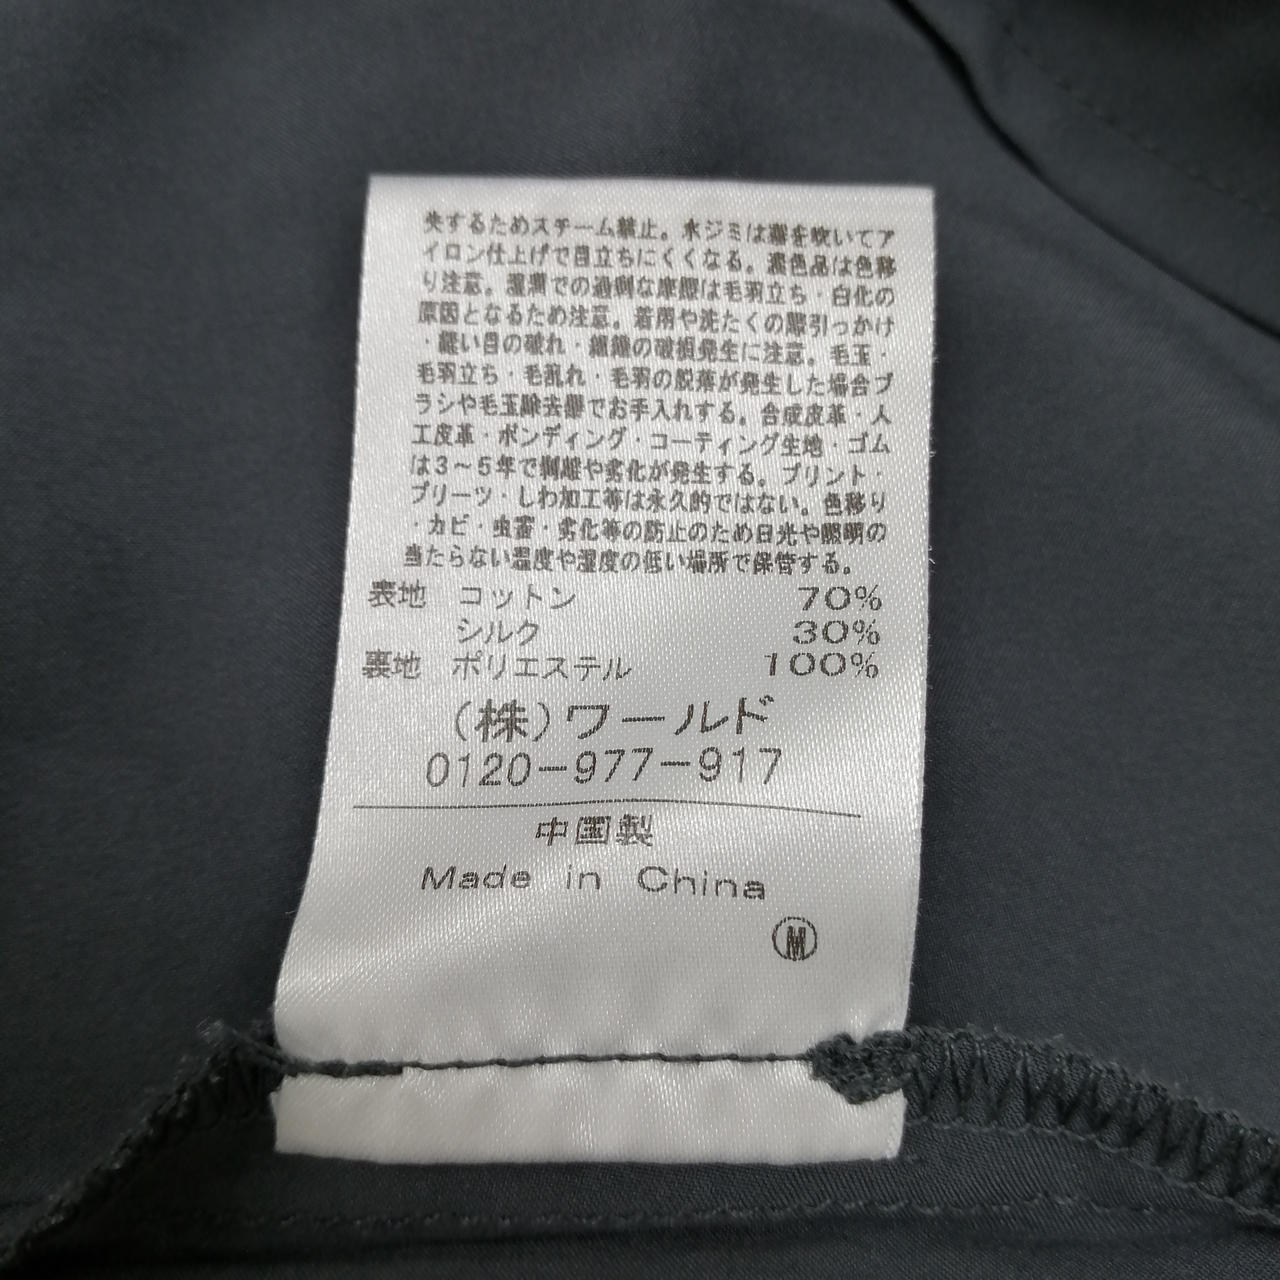 失するためスチーム禁止。水ジミは霧を吹いてア
イロン仕上げで目立ちにくくなる。濃色品は色移
り注意。湿潤での過剰な摩擦は毛羽立ち・白化の
原因となるため注意。着用や洗たくの際引っかけ
・縫い目の破れ・繊維の破損発生に注意。毛玉・
毛羽立ち・毛乱れ・毛羽の脱落が発生した場合ブ
ラシや毛玉除去器でお手入れする。合成皮革・人
工皮革・ボンディング・コーティング生地・ゴム
は3～5年で剥離や劣化が発生する。プリント・
プリーツ・しわ加工等は永久的ではない。色移り
・カビ・虫害・劣化等の防止のため日光や照明の
当たらない温度や湿度の低い場所で保管する。
表地 コットン 70%
シルク 30%
裏地 ポリエステル 100%
(株)ワールド
0120-977-917
中国製
Made in China
M